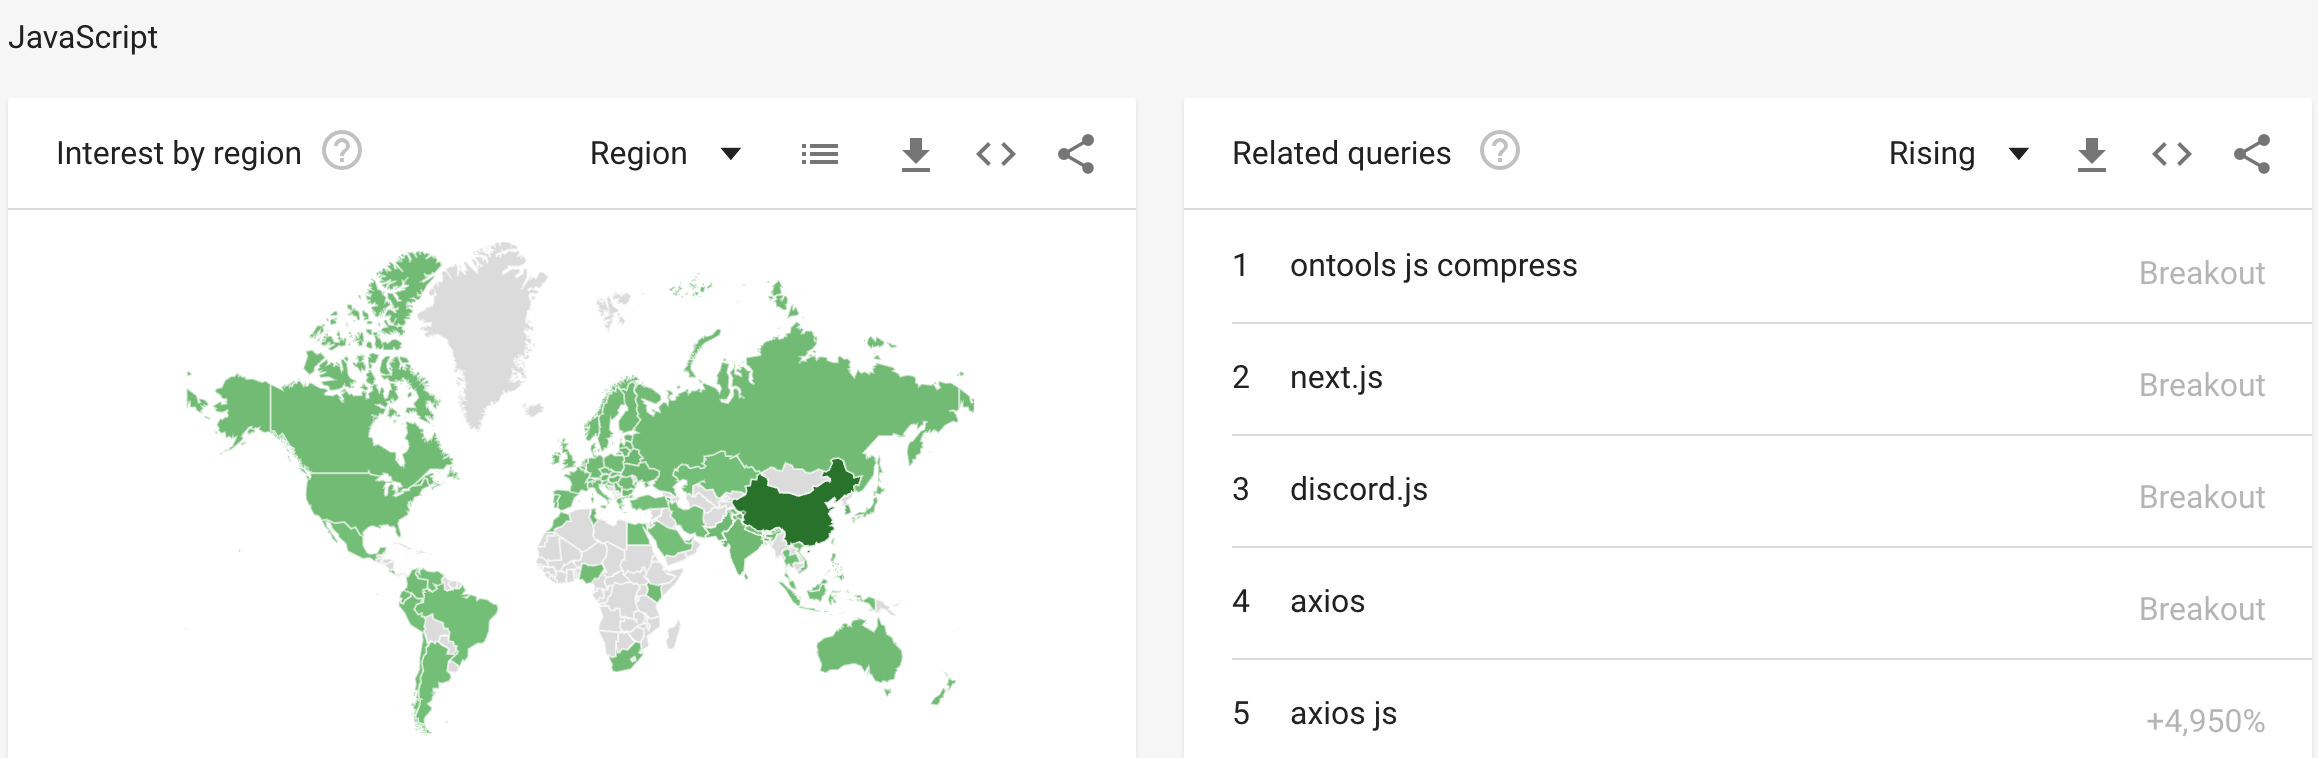 JavaScript
Interest by region
Region
Related queries
Rising
1 ontools js compress Breakout
2 next.js Breakout
3 discord.js Breakout
4 axios Breakout
5 axios js +4,950%